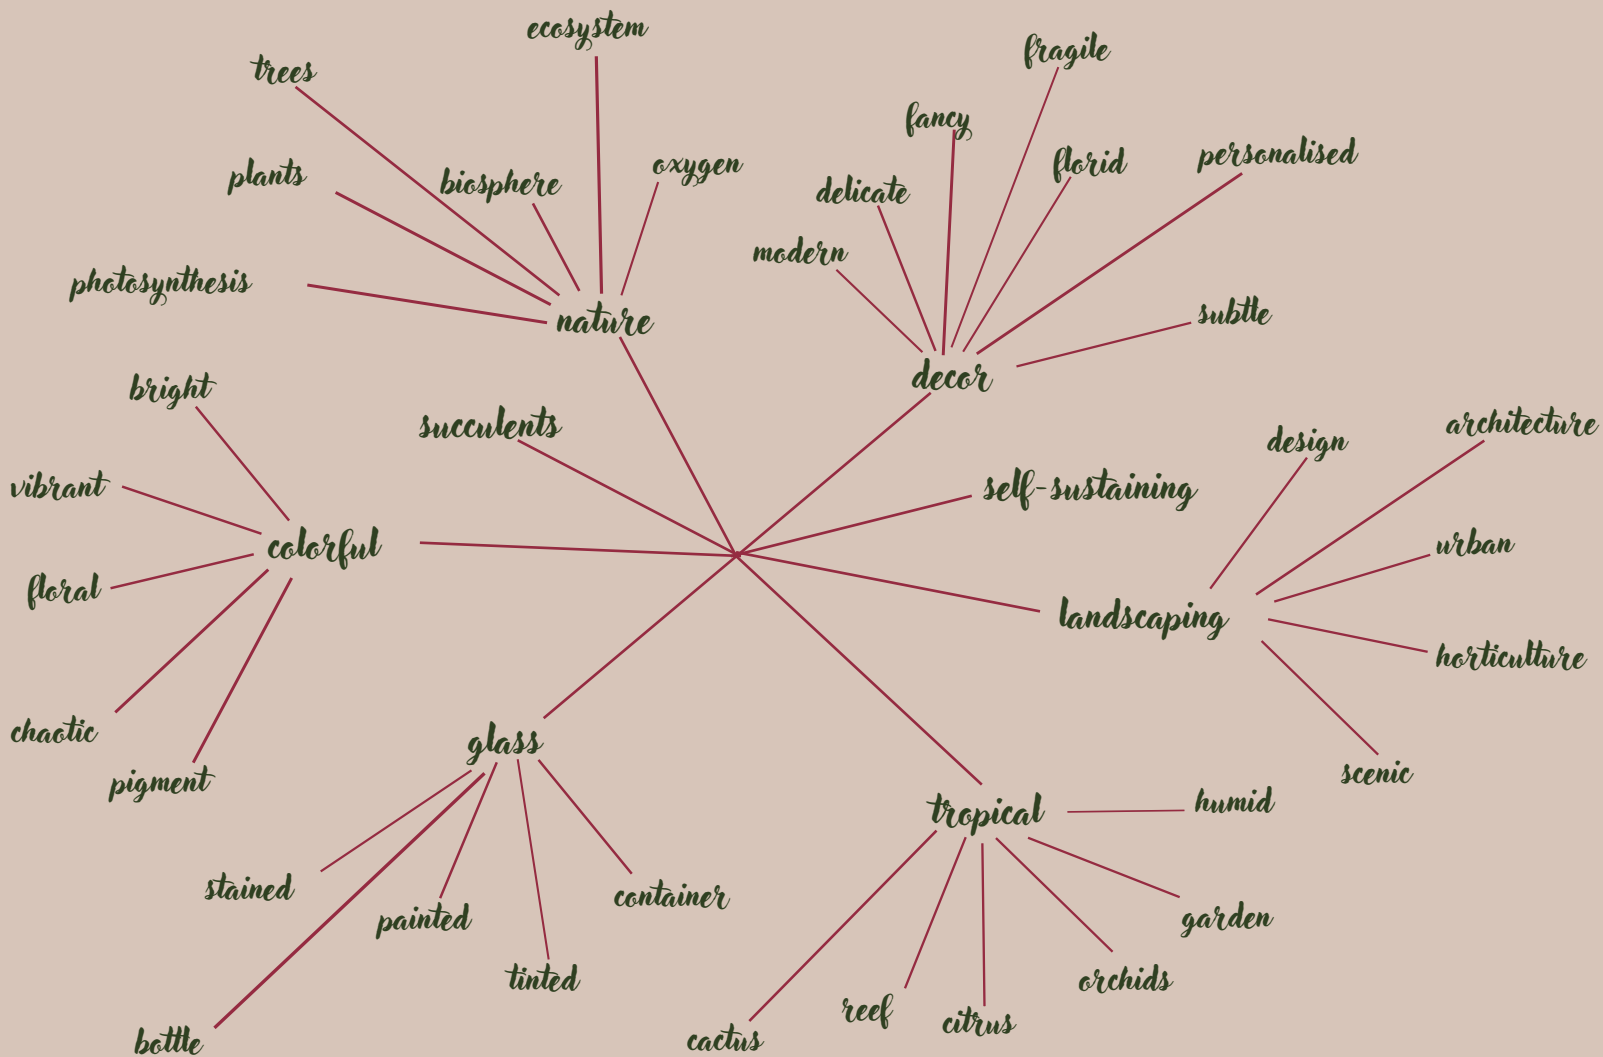 ecosystem
trees
plants
biosphere
oxygen
photosynthesis
nature
fragile
fancy
florid
personalised
delicate
modern
subtle
decor
bright
vibrant
colorful
floral
chaotic
pigment
succulents
self-sustaining
design
architecture
urban
landscaping
horticulture
scenic
glass
stained
painted
container
tinted
bottle
tropical
humid
garden
orchids
reef
citrus
cactus